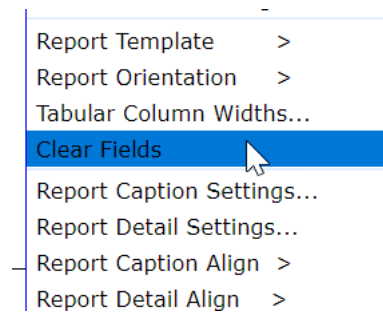 Report Template >
Report Orientation >
Tabular Column Widths...
Clear Fields
Report Caption Settings...
Report Detail Settings...
Report Caption Align >
Report Detail Align >